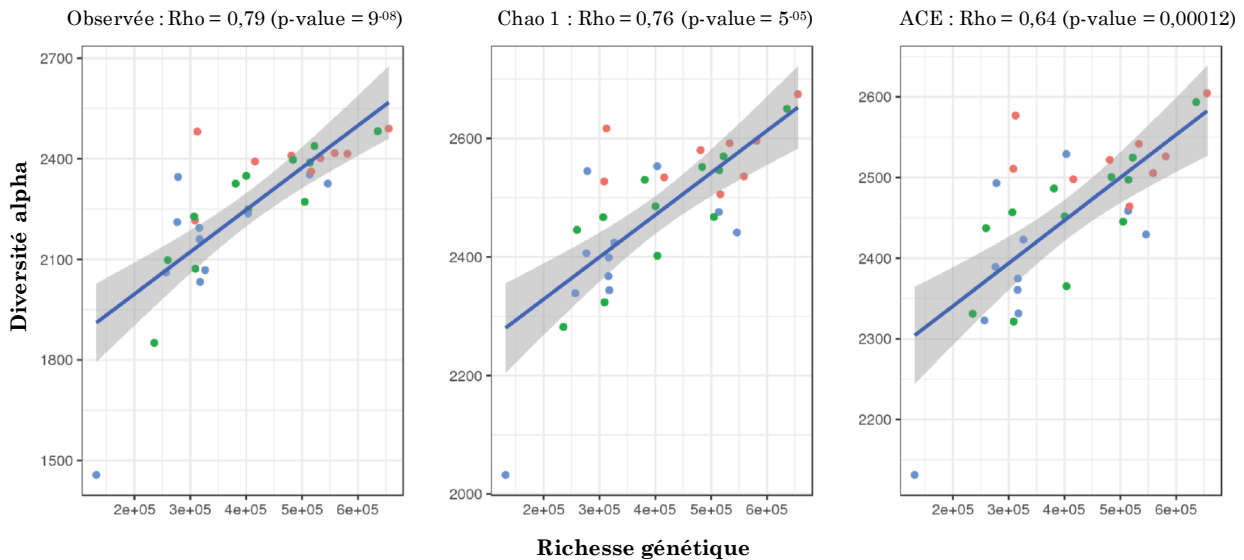 Observée : Rho = 0,79 (p-value = 9-08)
Chao 1 : Rho = 0,76 (p-value = 5-05)
ACE : Rho = 0,64 (p-value = 0,00012)
Diversité alpha
2700
2400
2100
1800
1500
2e+05 3e+05 4e+05 5e+05 6e+05
2600
2400
2200
2000
2e+05 3e+05 4e+05 5e+05 6e+05
2600
2500
2400
2300
2200
2e+05 3e+05 4e+05 5e+05 6e+05
Richesse génétique